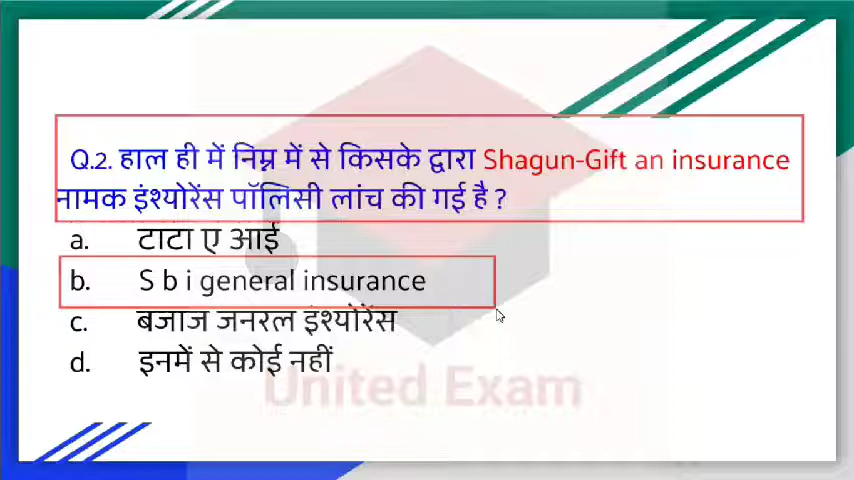 Q.2. हाल ही में निम्न में से किसके द्वारा Shagun-Gift an insurance
नामक इंश्योरेंस पॉलिसी लांच की गई है ?
a. टाटा ए आई
b. S b i general insurance
c. बजाज जनरल इंश्योरेंस
d. इनमें से कोई नहीं
United Exam